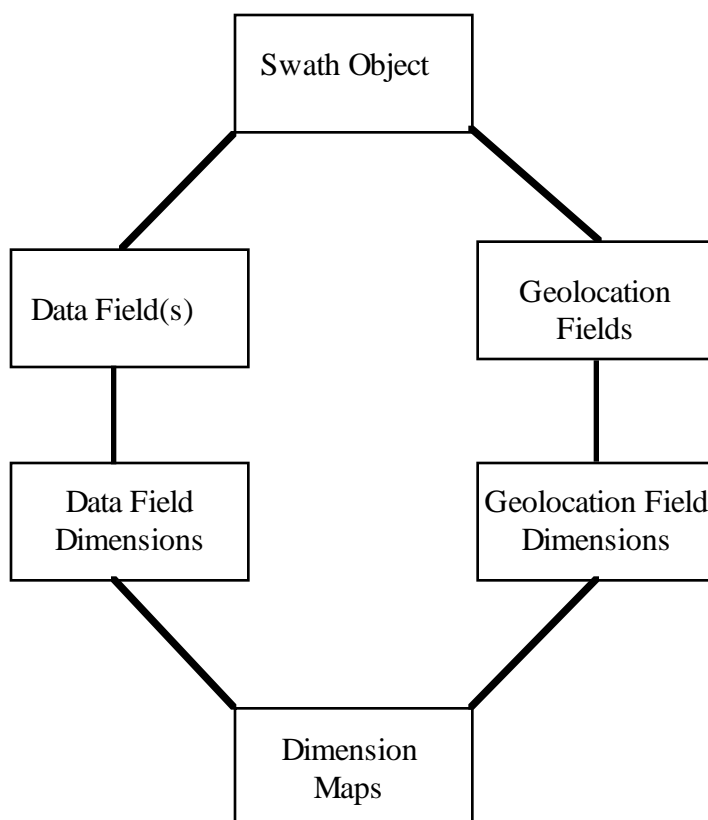 Swath Object
Data Field(s)
Geolocation
Fields
Data Field
Dimensions
Geolocation Field
Dimensions
Dimension
Maps